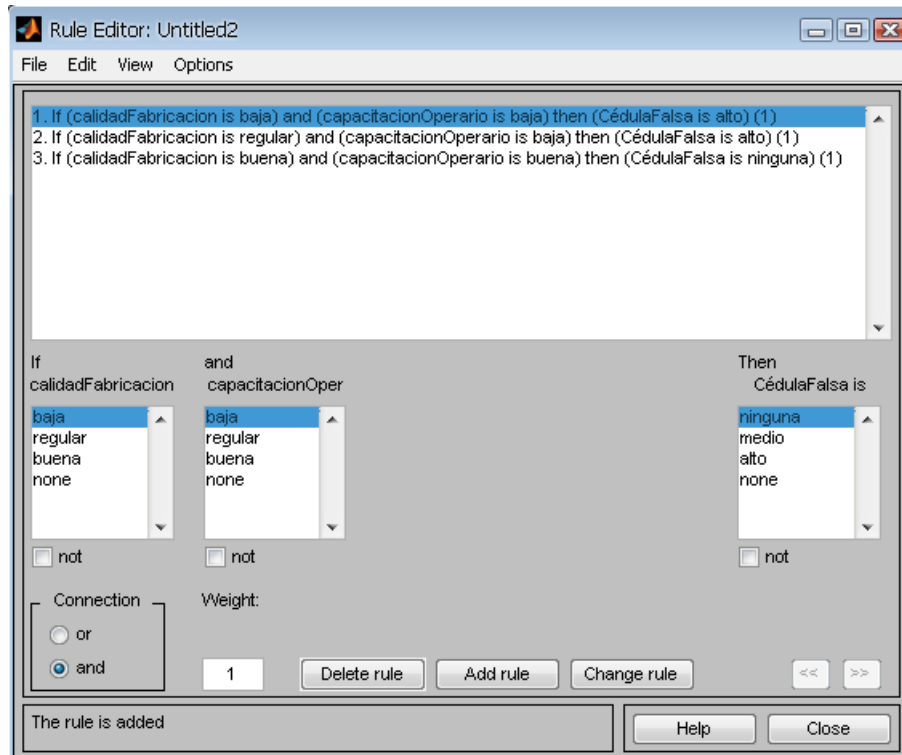 Rule Editor: Untitled2
File Edit View Options
1. If (calidadFabricacion is baja) and (capacitacionOperario is baja) then (CédulaFalsa is alto) (1)
2. If (calidadFabricacion is regular) and (capacitacionOperario is baja) then (CédulaFalsa is alto) (1)
3. If (calidadFabricacion is buena) and (capacitacionOperario is buena) then (CédulaFalsa is ninguna) (1)
If and Then
calidadFabricacion capacitacionOper CédulaFalsa is
baja baja ninguna
regular regular medio
buena buena alto
none none none
not not not
Connection Weight:
or
and 1 Delete rule Add rule Change rule << >>
The rule is added Help Close